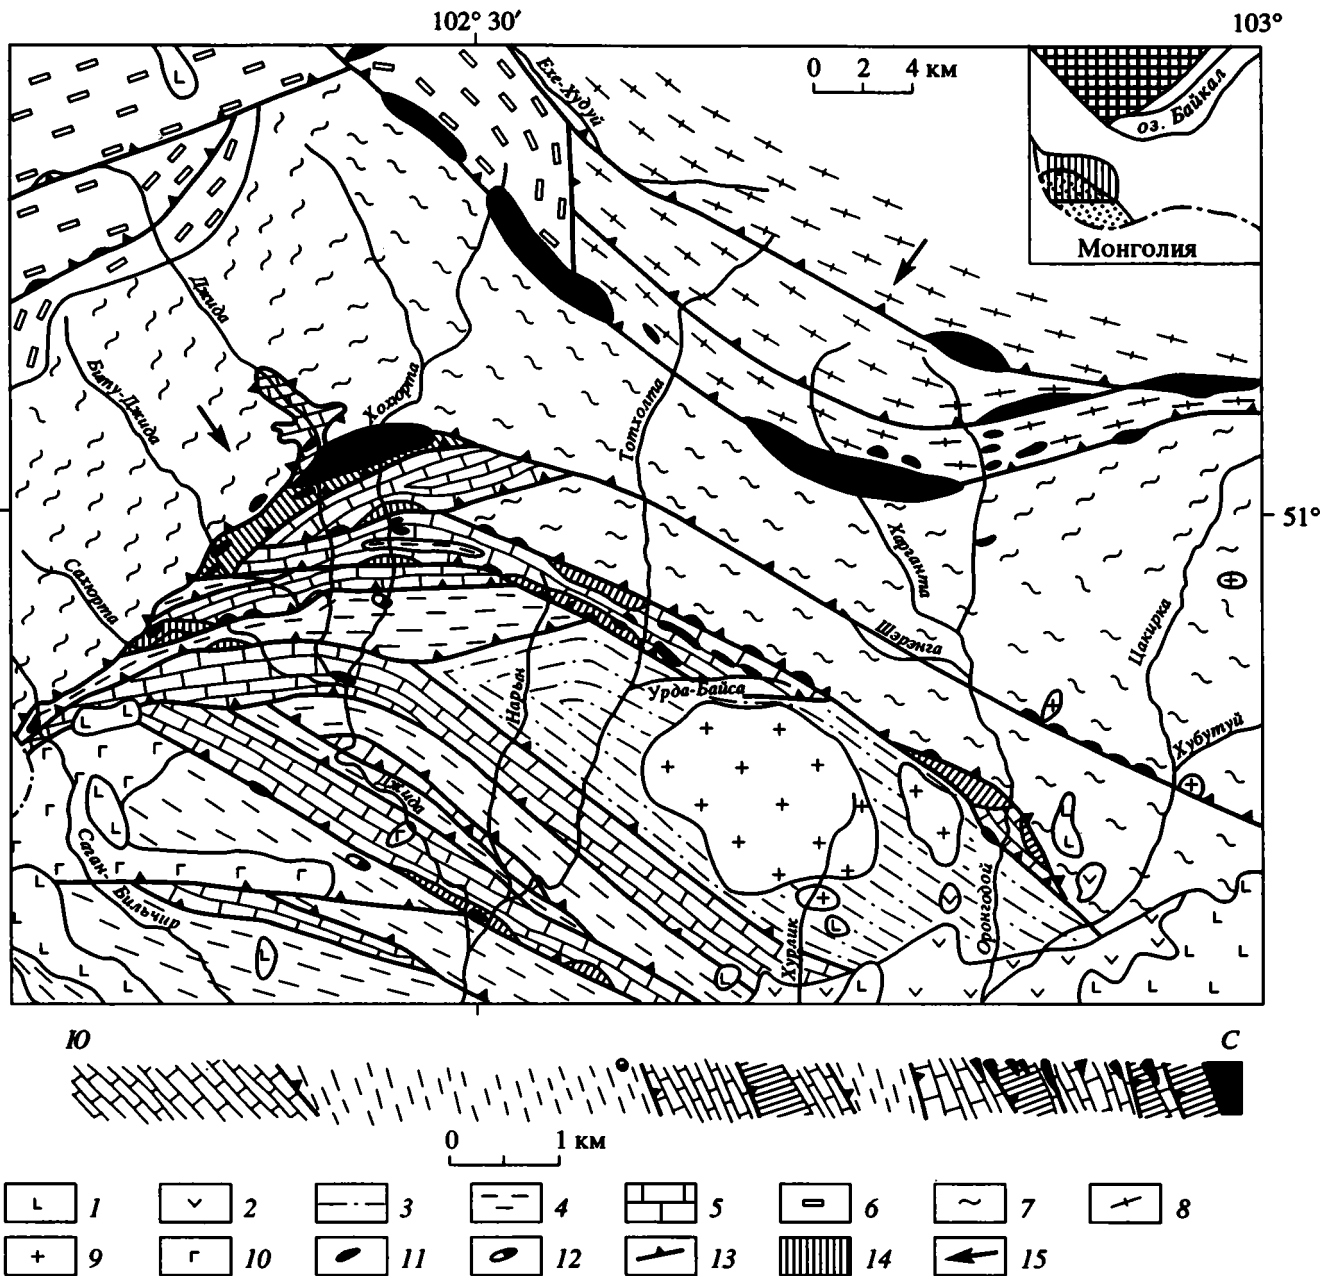 102° 30′
103°
Ехе-Худуй
0 2 4 км
оз. Байкал
Монголия
Джида
Биту-Джида
Хохюрта
Тотхолта
51°
Харганта
Сахюрта
Цакирка
Шэрэнга
Урда-Байса
Нарын
Хубутуй
Джида
Саган-
Бильчир
Хурлик
Оронгодой
Ю
С
0 1 км
1 2 3 4 5 6 7 8
9 10 11 12 13 14 15